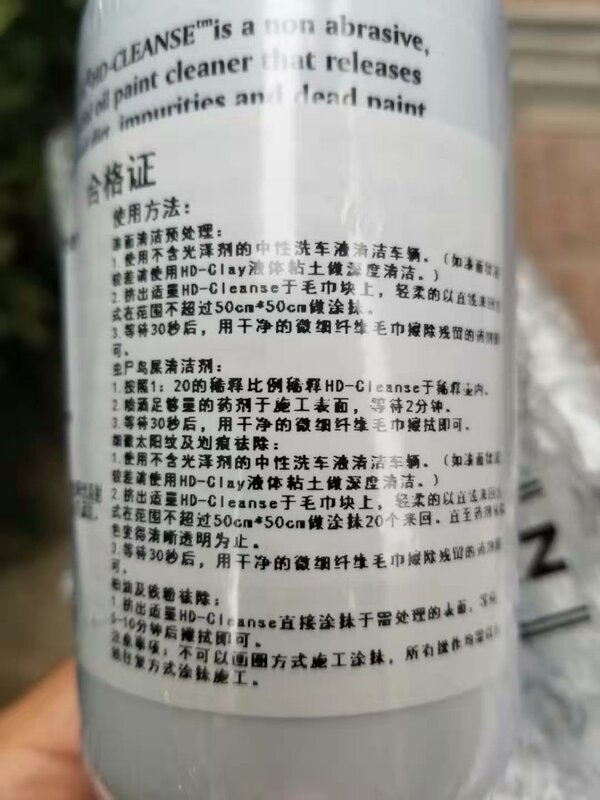 HD-CLEANSE™is a non abrasive,
oil paint cleaner that releases
impurities and dead paint
合格证
使用方法：
漆面清洁预处理：
1. 使用不含光泽剂的中性洗车液清洁车辆。（如漆面
较差请使用HD-Clay液体粘土做深度清洁。）
2. 挤出适量HD-Cleanse于毛巾块上，轻柔的以直线来回方
式在范围不超过50cm*50cm做涂抹。
3. 等待30秒后，用干净的微细纤维毛巾擦除残留的药剂即
可。
虫尸鸟屎清洁剂：
1. 按照1：20的稀释比例稀释HD-Cleanse于稀释壶内。
2. 喷洒足够量的药剂于施工表面，等待2分钟。
3. 等待30秒后，用干净的微细纤维毛巾擦拭即可。
太阳纹及划痕祛除：
1. 使用不含光泽剂的中性洗车液清洁车辆。（如漆面
较差请使用HD-Clay液体粘土做深度清洁。）
2. 挤出适量HD-Cleanse于毛巾块上，轻柔的以直线来回
式在范围不超过50cm*50cm做涂抹20个来回。直至药剂
色变得清晰透明为止。
3. 等待30秒后，用干净的微细纤维毛巾擦除残留的药剂即
可。
柏油及铁粉祛除：
1. 挤出适量HD-Cleanse直接涂抹于需处理的表面，等待
5-10分钟后擦拭即可。
注意事项：不可以画圈方式施工涂抹，所有操作均需以
往复方式涂抹施工。
N